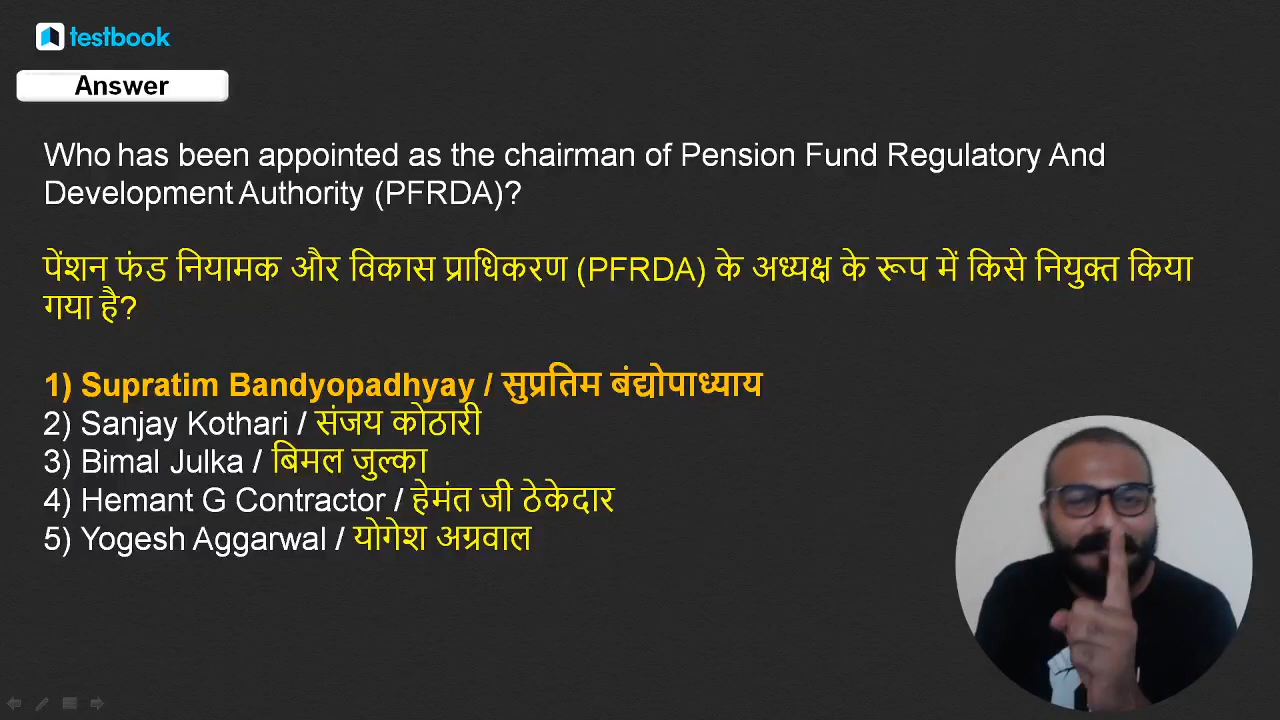 testbook
Answer
Who has been appointed as the chairman of Pension Fund Regulatory And
Development Authority (PFRDA)?
पेंशन फंड नियामक और विकास प्राधिकरण (PFRDA) के अध्यक्ष के रूप में किसे नियुक्त किया
गया है?
1) Supratim Bandyopadhyay / सुप्रतिम बंद्योपाध्याय
2) Sanjay Kothari / संजय कोठारी
3) Bimal Julka / बिमल जुल्का
4) Hemant G Contractor / हेमंत जी ठेकेदार
5) Yogesh Aggarwal / योगेश अग्रवाल